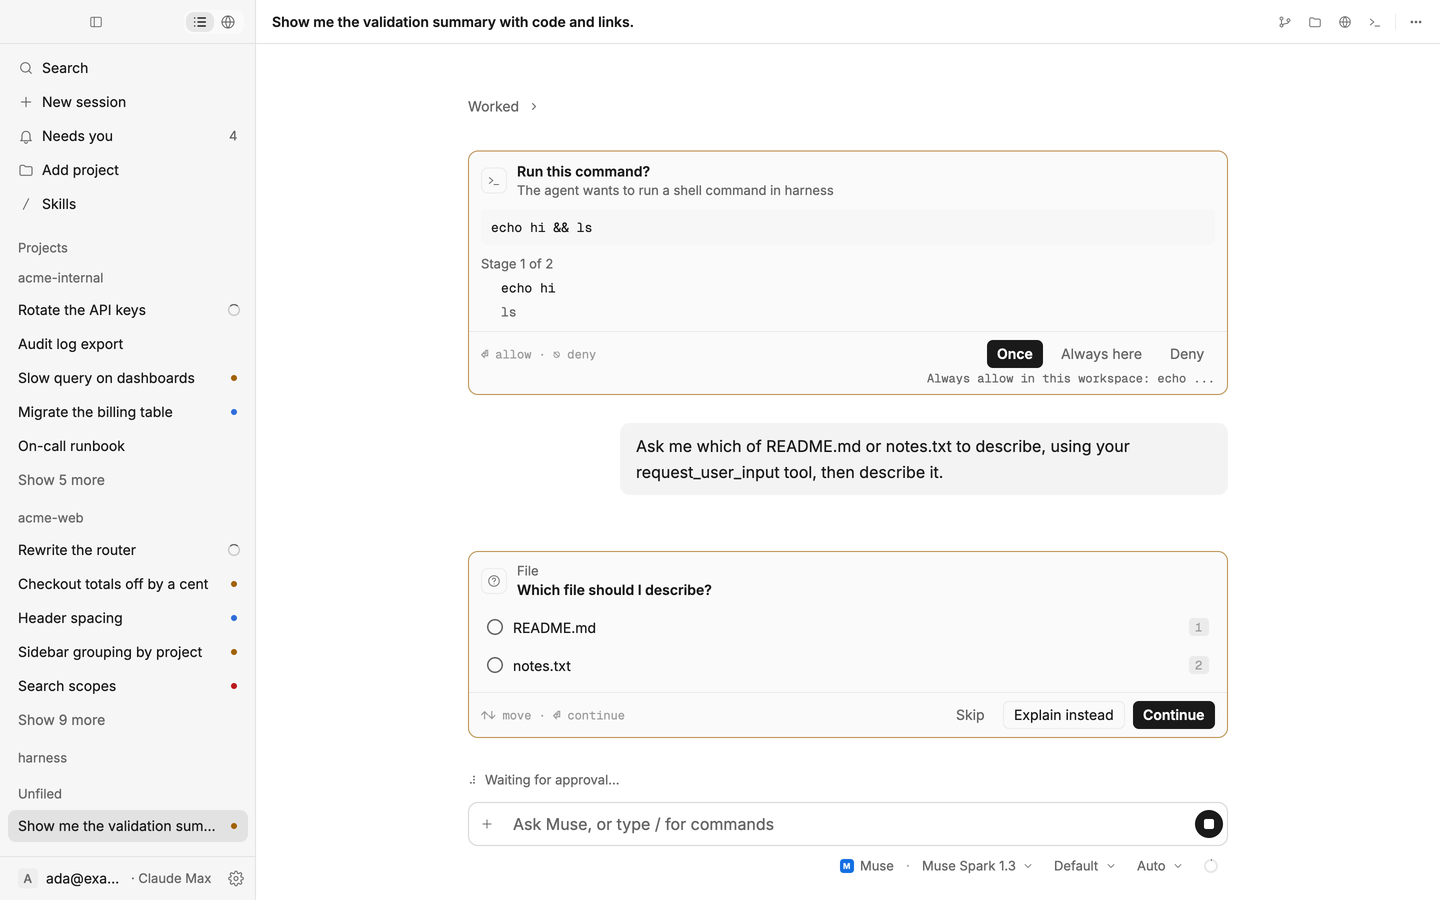 Show me the validation summary with code and links.
Search
New session
Needs you 4
Add project
Skills
Projects
acme-internal
Rotate the API keys
Audit log export
Slow query on dashboards
Migrate the billing table
On-call runbook
Show 5 more
acme-web
Rewrite the router
Checkout totals off by a cent
Header spacing
Sidebar grouping by project
Search scopes
Show 9 more
harness
Unfiled
Show me the validation sum...
A ada@exa... · Claude Max
Worked
Run this command?
The agent wants to run a shell command in harness
echo hi && ls
Stage 1 of 2
echo hi
ls
allow · deny
Once Always here Deny
Always allow in this workspace: echo ...
Ask me which of README.md or notes.txt to describe, using your
request_user_input tool, then describe it.
File
Which file should I describe?
README.md 1
notes.txt 2
move · continue
Skip Explain instead Continue
Waiting for approval...
Ask Muse, or type / for commands
M Muse · Muse Spark 1.3 Default Auto